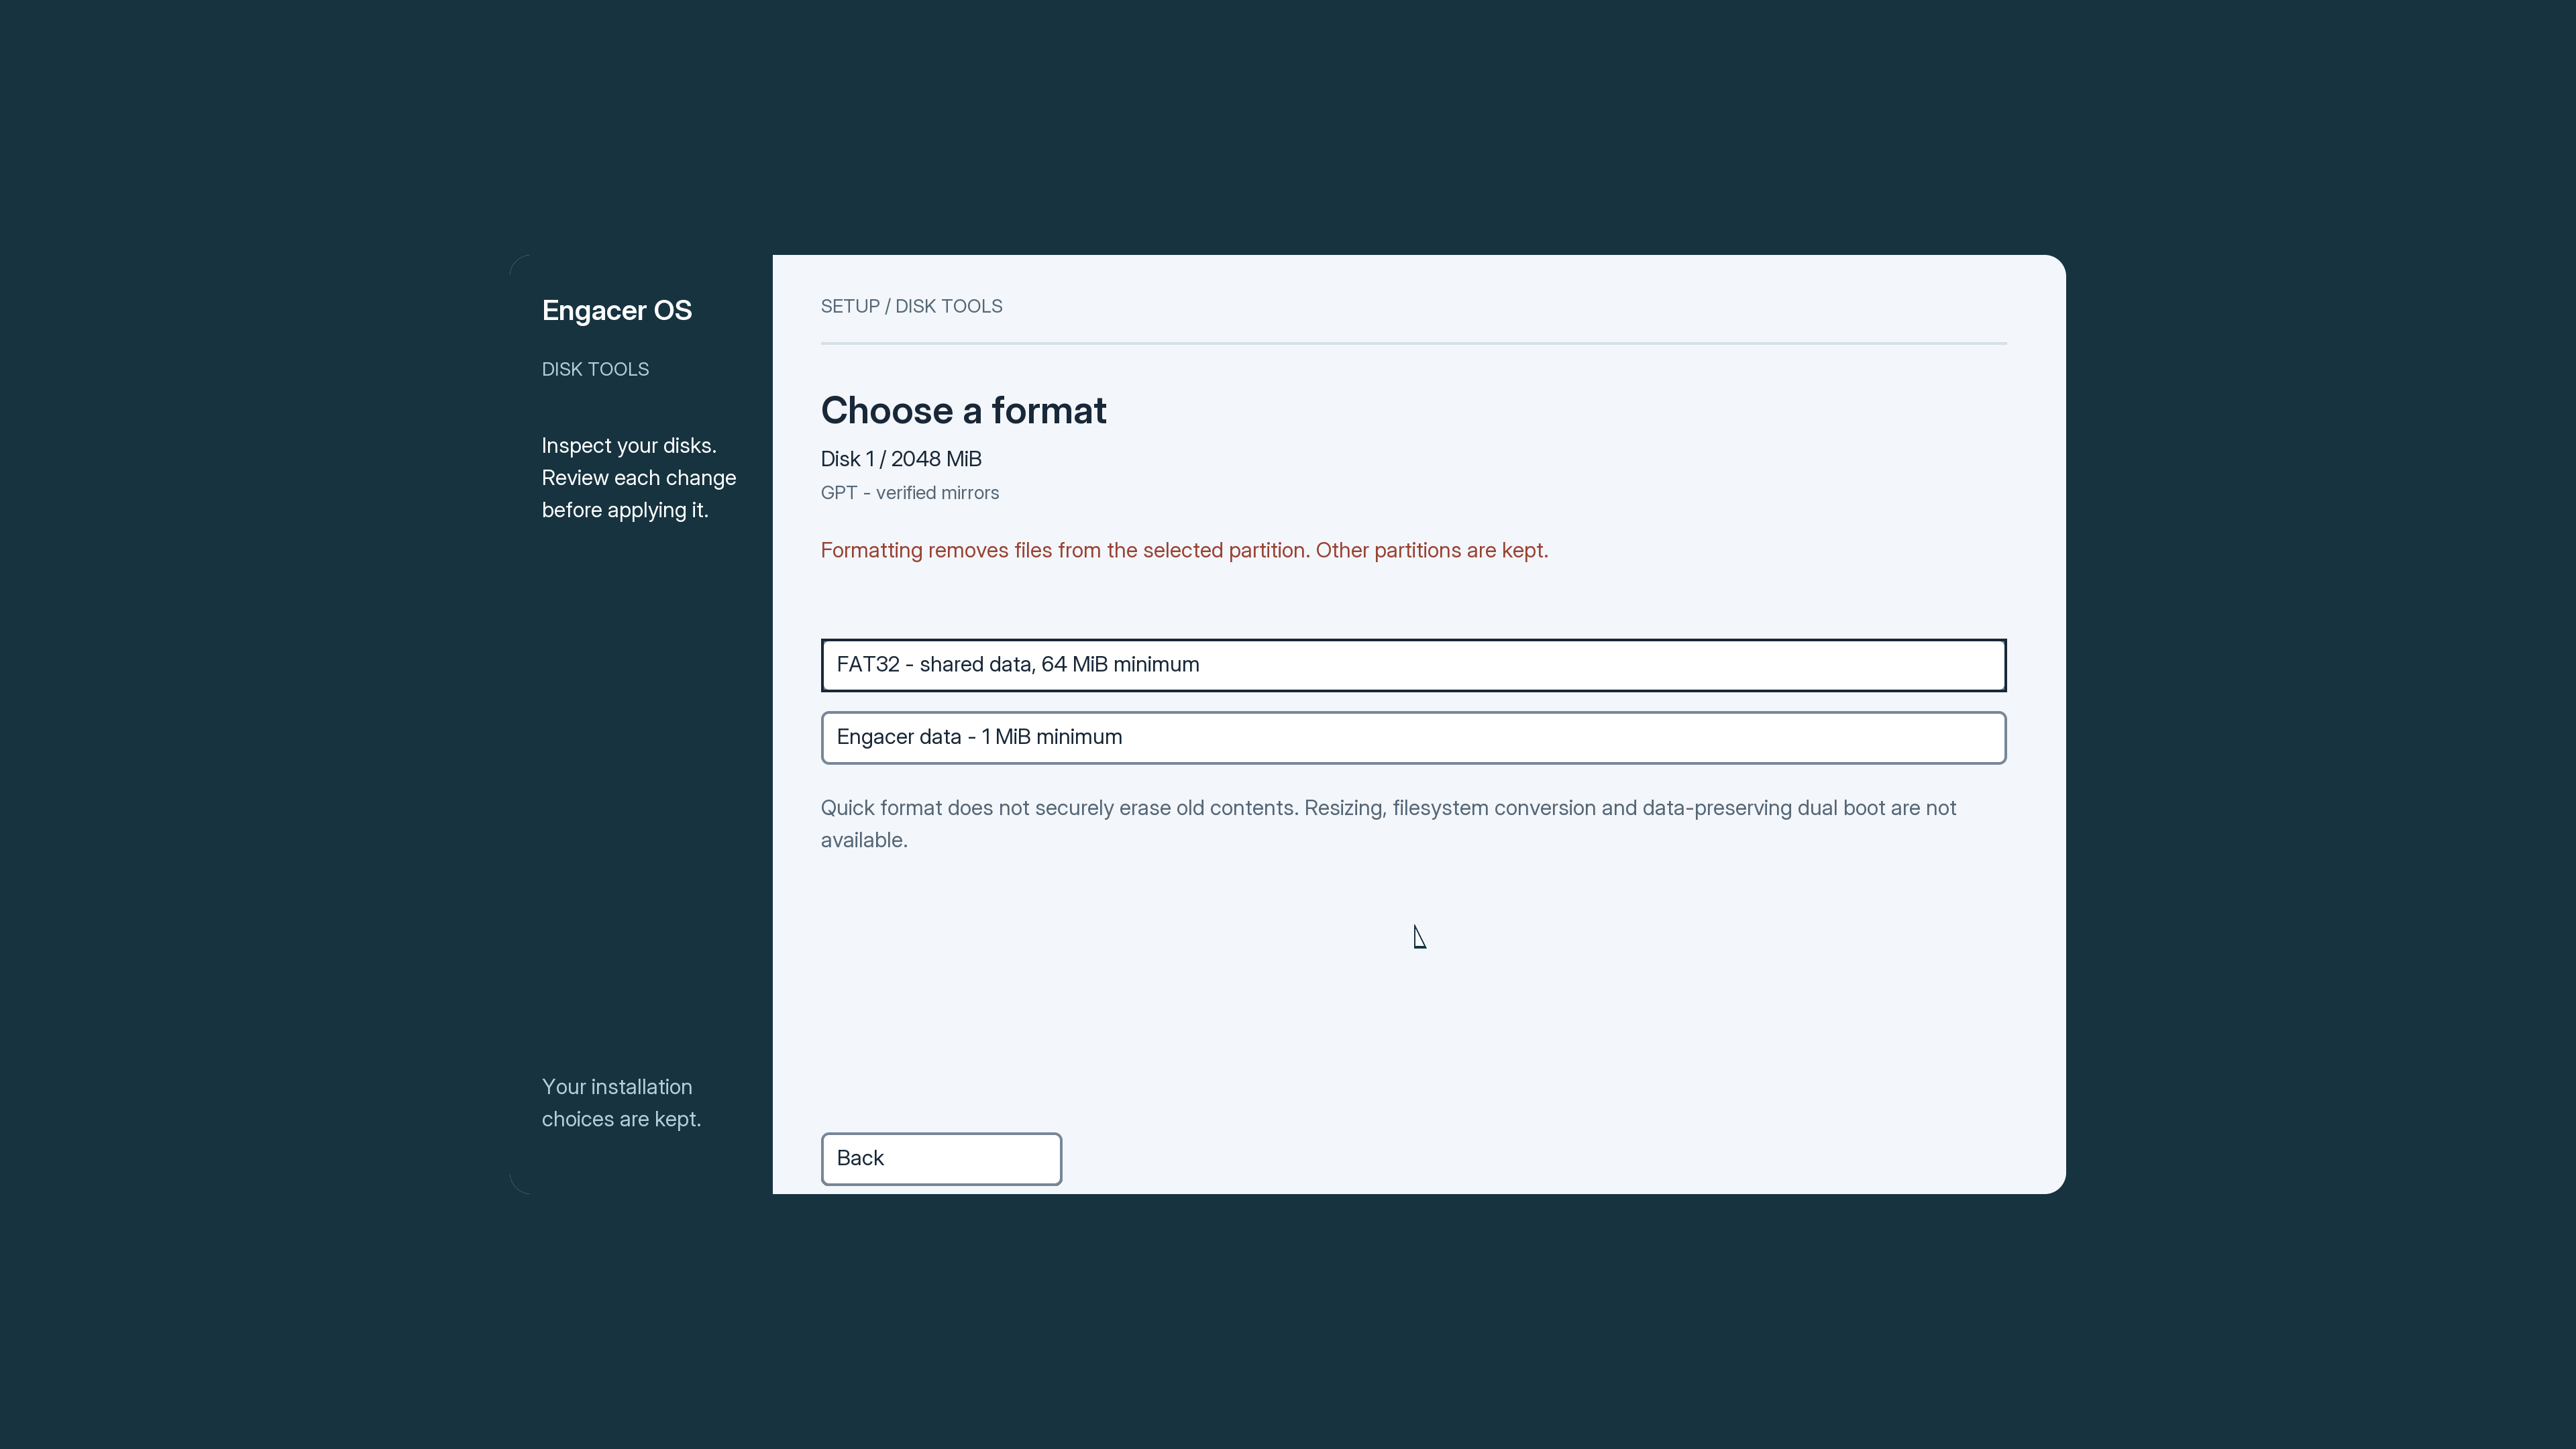 Engacer OS
DISK TOOLS
Inspect your disks.
Review each change
before applying it.
Your installation
choices are kept.
SETUP / DISK TOOLS
Choose a format
Disk 1 / 2048 MiB
GPT - verified mirrors
Formatting removes files from the selected partition. Other partitions are kept.
FAT32 - shared data, 64 MiB minimum
Engacer data - 1 MiB minimum
Quick format does not securely erase old contents. Resizing, filesystem conversion and data-preserving dual boot are not
available.
Back